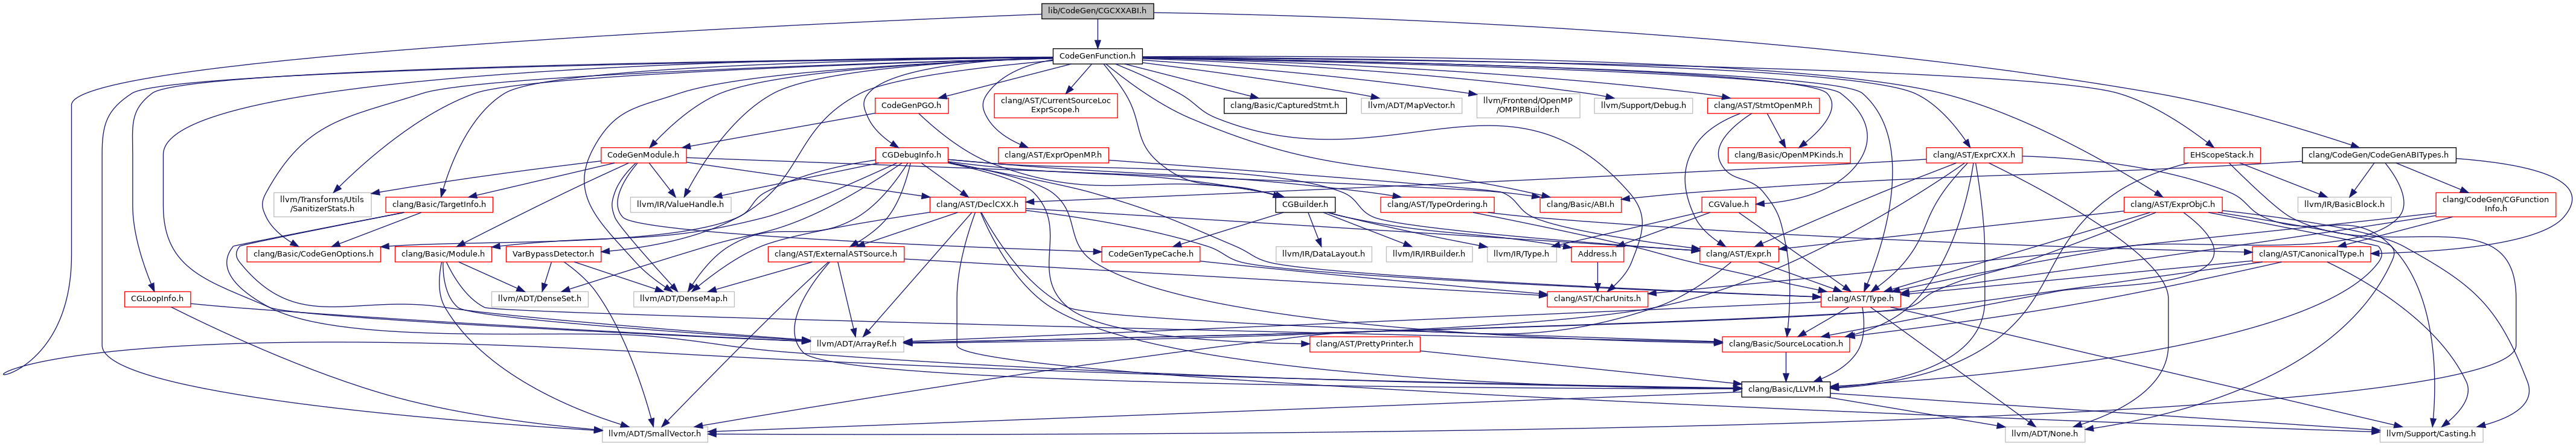 lib/CodeGen/CGCXXABI.h
CodeGenFunction.h
CodeGenPGO.h
clang/AST/CurrentSourceLoc
ExprScope.h
clang/Basic/CapturedStmt.h
llvm/ADT/MapVector.h
llvm/Frontend/OpenMP
/OMPIRBuilder.h
llvm/Support/Debug.h
clang/AST/StmtOpenMP.h
CodeGenModule.h
CGDebugInfo.h
clang/AST/ExprOpenMP.h
clang/Basic/OpenMPKinds.h
clang/AST/ExprCXX.h
EHScopeStack.h
clang/CodeGen/CodeGenABITypes.h
llvm/Transforms/Utils
/SanitizerStats.h
clang/Basic/TargetInfo.h
llvm/IR/ValueHandle.h
clang/AST/DeclCXX.h
CGBuilder.h
clang/AST/TypeOrdering.h
clang/Basic/ABI.h
CGValue.h
clang/AST/ExprObjC.h
llvm/IR/BasicBlock.h
clang/CodeGen/CGFunction
Info.h
clang/Basic/CodeGenOptions.h
clang/Basic/Module.h
VarBypassDetector.h
clang/AST/ExternalASTSource.h
CodeGenTypeCache.h
llvm/IR/DataLayout.h
llvm/IR/IRBuilder.h
llvm/IR/Type.h
Address.h
clang/AST/Expr.h
clang/AST/CanonicalType.h
CGLoopInfo.h
llvm/ADT/DenseSet.h
llvm/ADT/DenseMap.h
clang/AST/CharUnits.h
clang/AST/Type.h
llvm/ADT/ArrayRef.h
clang/AST/PrettyPrinter.h
clang/Basic/SourceLocation.h
clang/Basic/LLVM.h
llvm/ADT/SmallVector.h
llvm/ADT/None.h
llvm/Support/Casting.h